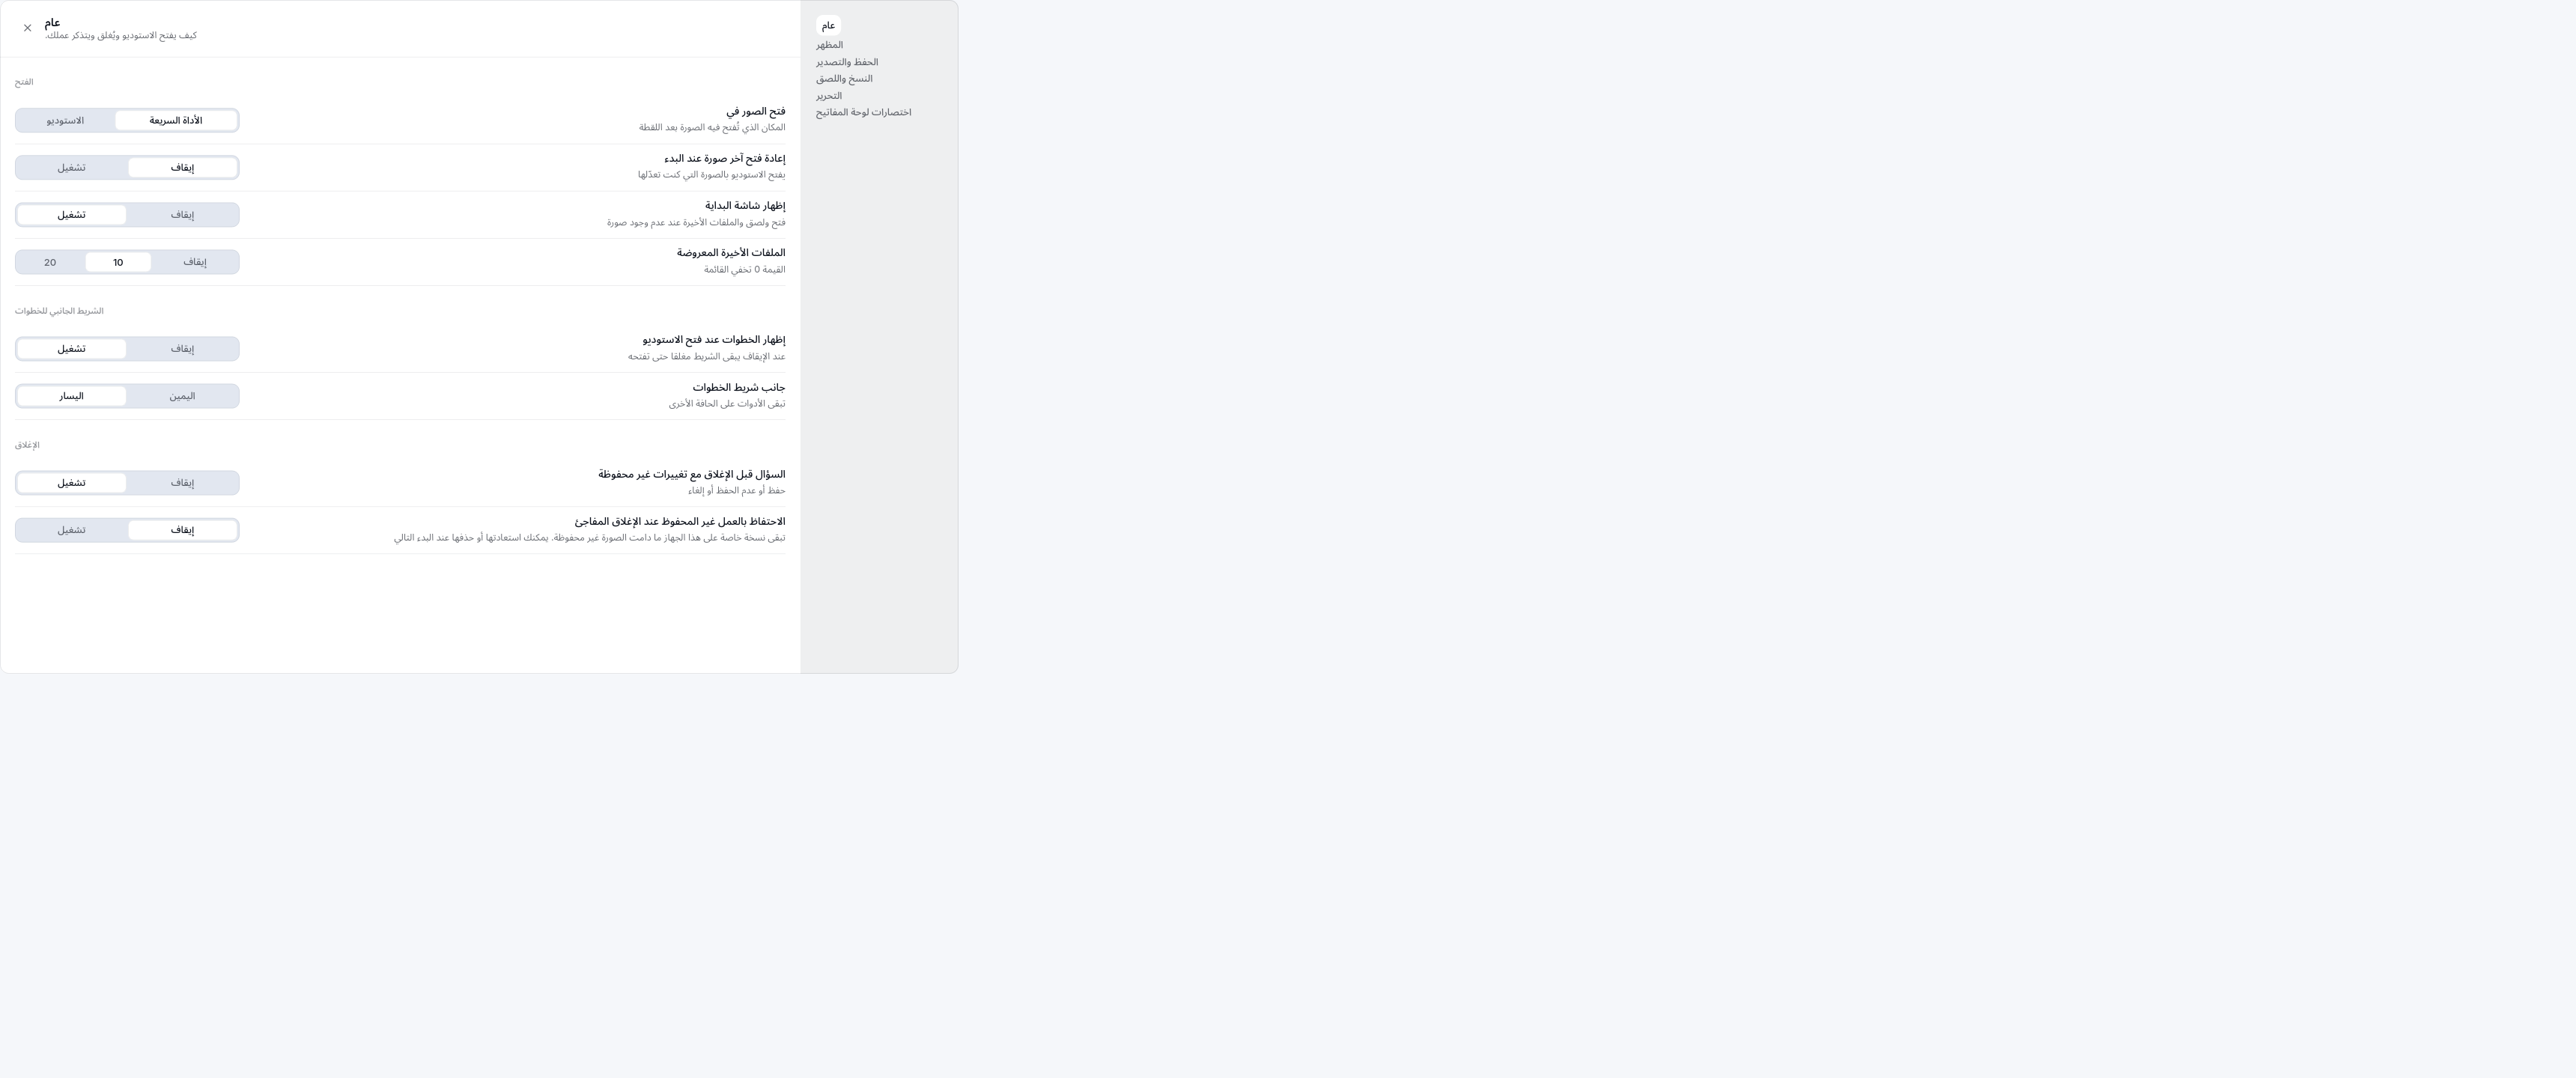 عام
المظهر
الحفظ والتصدير
النسخ واللصق
التحرير
اختصارات لوحة المفاتيح
عام
كيف يفتح الاستوديو ويُغلق ويتذكر عملك.
الفتح
فتح الصور في
المكان الذي تُفتح فيه الصورة بعد اللقطة
الأداة السريعة
الاستوديو
إعادة فتح آخر صورة عند البدء
يفتح الاستوديو بالصورة التي كنت تعدّلها
إيقاف
تشغيل
إظهار شاشة البداية
فتح ولصق والملفات الأخيرة عند عدم وجود صورة
إيقاف
تشغيل
الملفات الأخيرة المعروضة
القيمة 0 تخفي القائمة
إيقاف
10
20
الشريط الجانبي للخطوات
إظهار الخطوات عند فتح الاستوديو
عند الإيقاف يبقى الشريط مغلقا حتى تفتحه
إيقاف
تشغيل
جانب شريط الخطوات
تبقى الأدوات على الحافة الأخرى
اليمين
اليسار
الإغلاق
السؤال قبل الإغلاق مع تغييرات غير محفوظة
حفظ أو عدم الحفظ أو إلغاء
إيقاف
تشغيل
الاحتفاظ بالعمل غير المحفوظ عند الإغلاق المفاجئ
تبقى نسخة خاصة على هذا الجهاز ما دامت الصورة غير محفوظة. يمكنك استعادتها أو حذفها عند البدء التالي
إيقاف
تشغيل